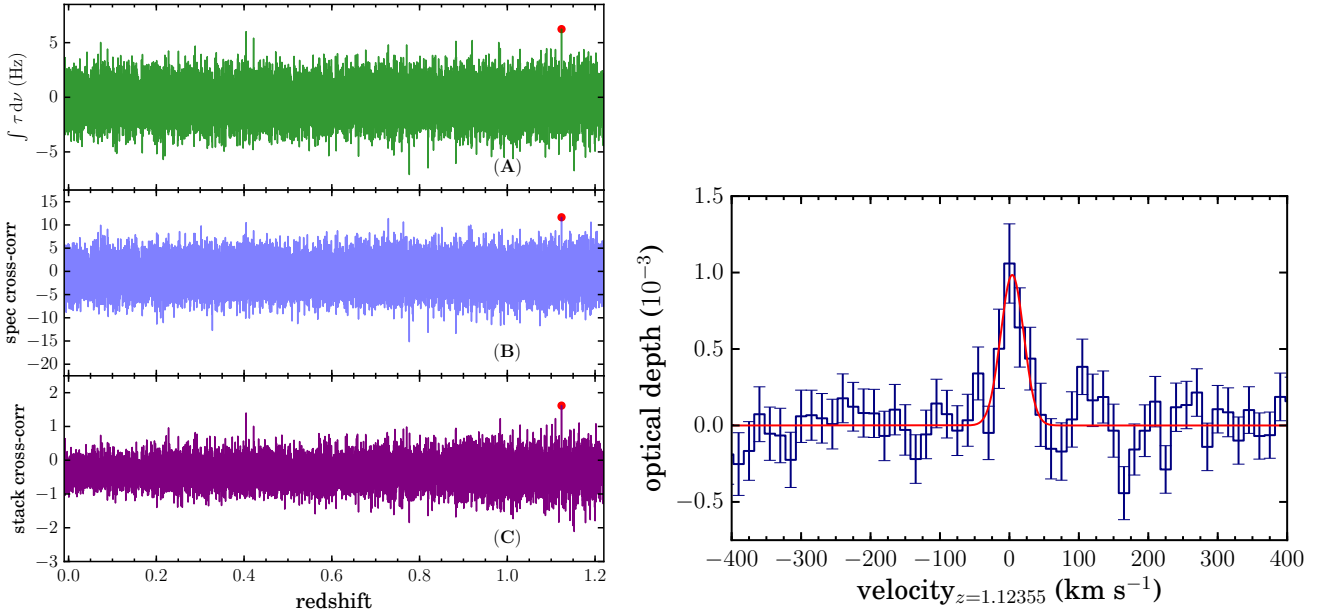 ∫ τ dν (Hz)
5
0
−5
(A)
spec cross-corr
15
10
5
0
−5
−10
−15
−20
(B)
stack cross-corr
2
1
0
−1
−2
−3
(C)
0.0 0.2 0.4 0.6 0.8 1.0 1.2
redshift
optical depth (10⁻³)
1.5
1.0
0.5
0.0
−0.5
−400 −300 −200 −100 0 100 200 300 400
velocity_{z=1.12355} (km s⁻¹)